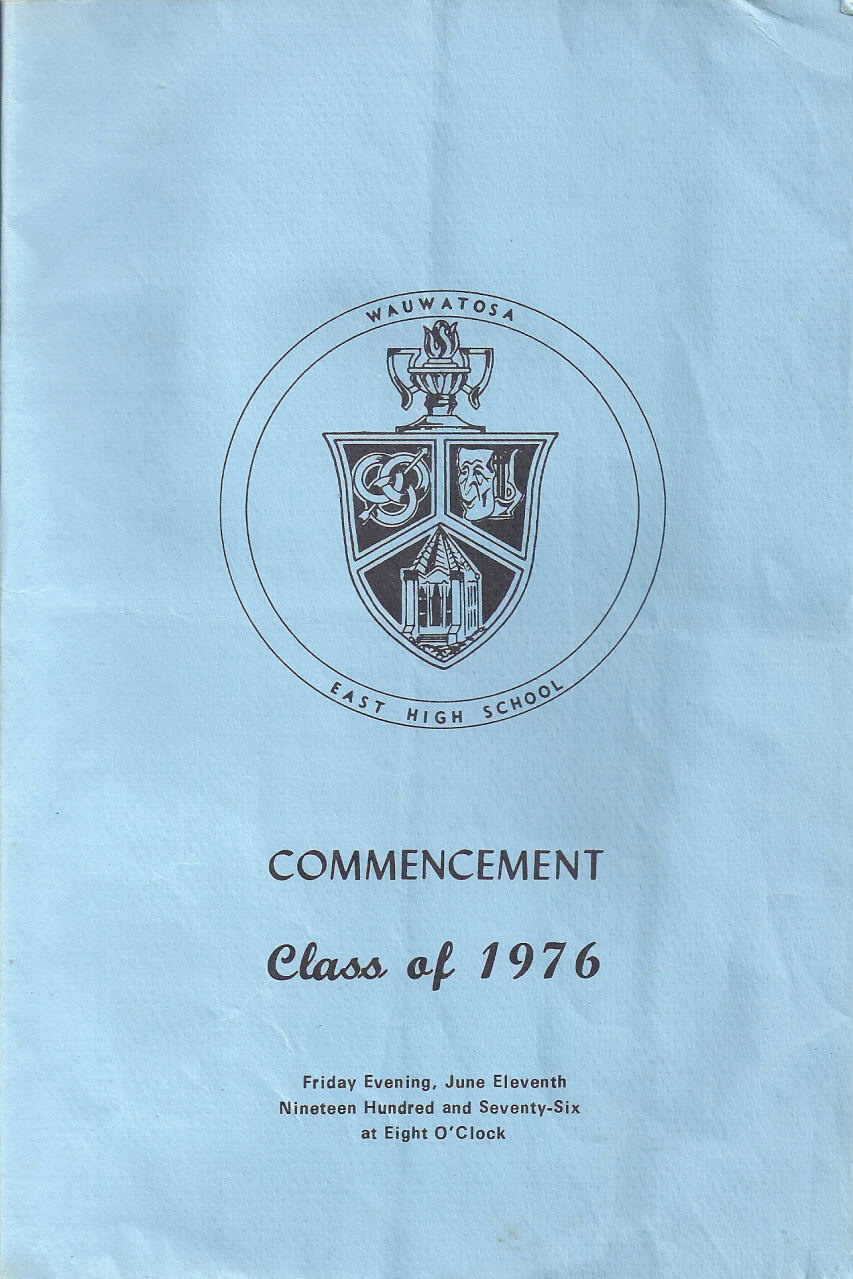 WAUWATOSA
EAST HIGH SCHOOL
COMMENCEMENT
Class of 1976
Friday Evening, June Eleventh
Nineteen Hundred and Seventy-Six
at Eight O'Clock